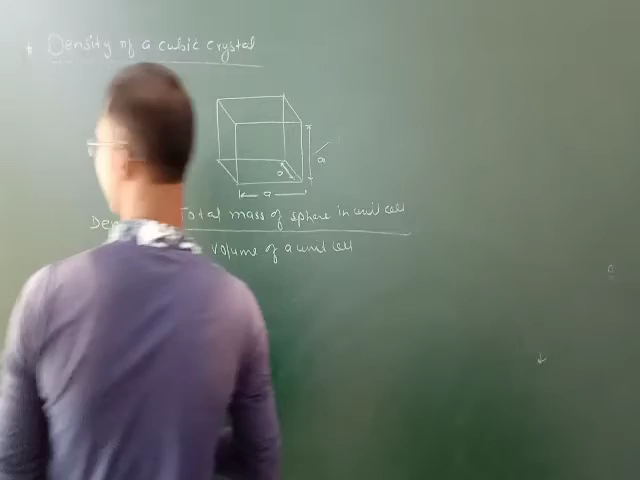 * Density of a cubic crystal
a
a
a
Total mass of sphere in unit cell
volume of a unit cell